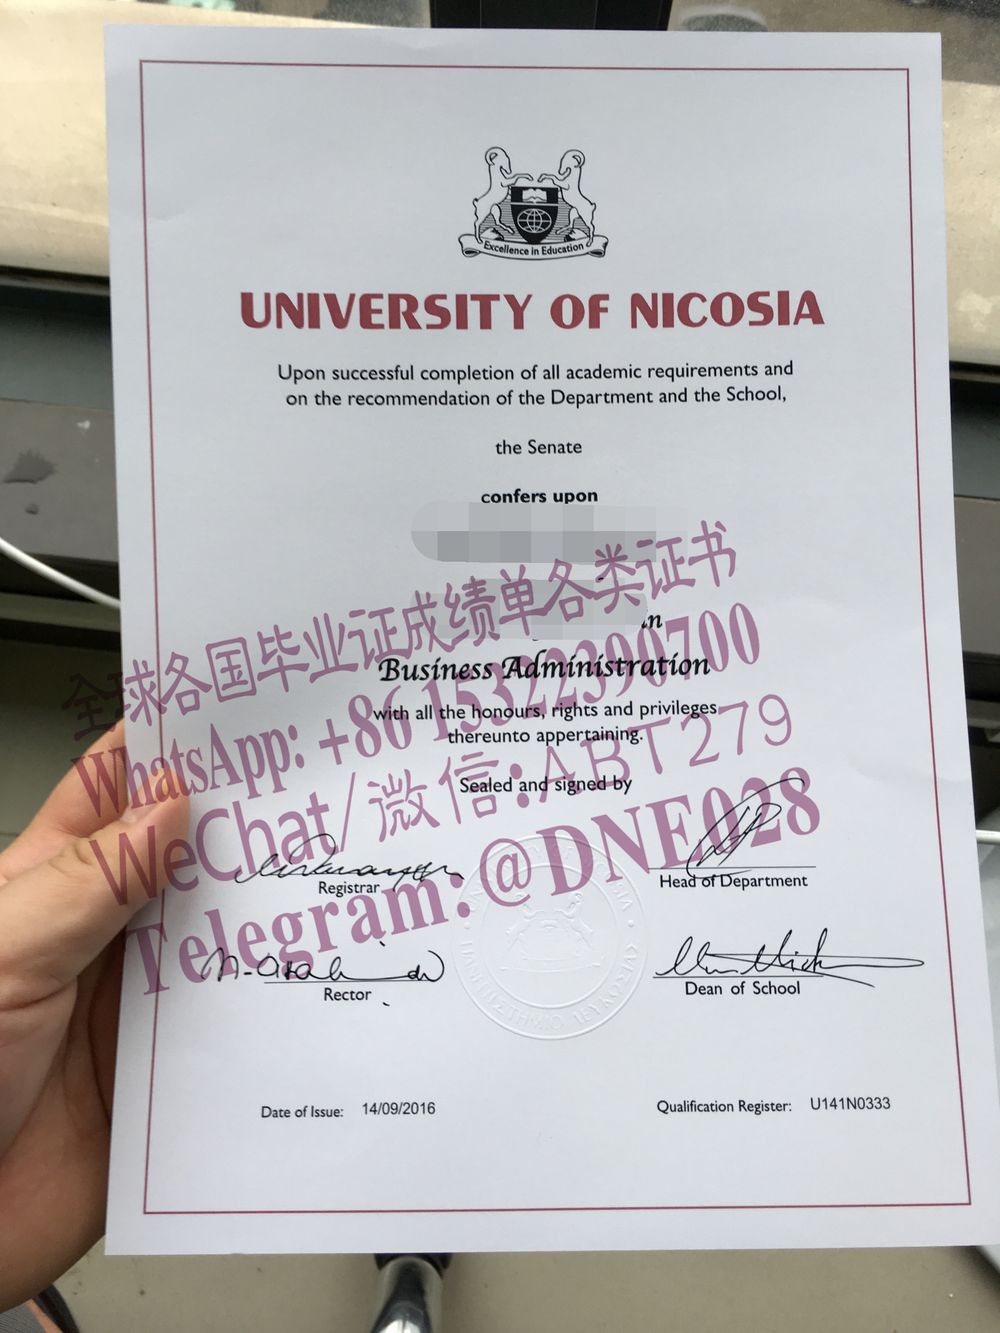 Excellence in Education
UNIVERSITY OF NICOSIA
Upon successful completion of all academic requirements and
on the recommendation of the Department and the School,
the Senate
confers upon
in
Business Administration
with all the honours, rights and privileges
thereunto appertaining.
Sealed and signed by
Registrar
Head of Department
Rector
Dean of School
Date of Issue: 14/09/2016
Qualification Register: U141N0333
全球各国毕业证成绩单各类证书
WhatsApp: +86 15322390700
WeChat/微信:ABT279
Telegram:@DNE028